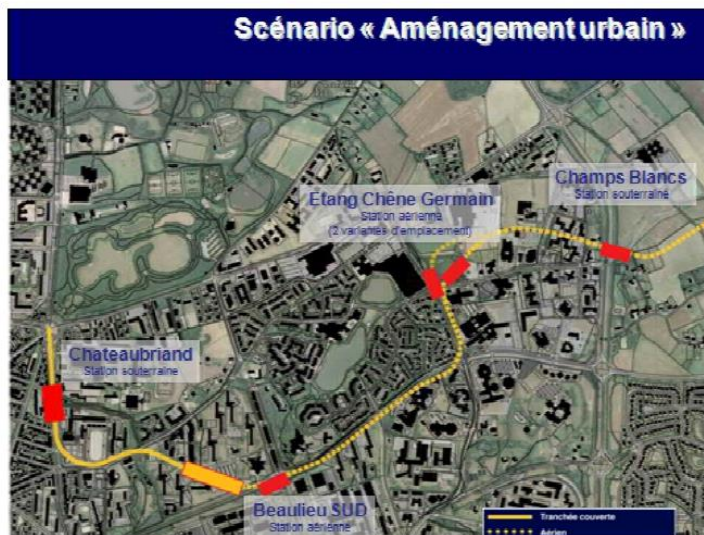 Scénario « Aménagement urbain »
Champs Blancs
Station souterraine
Etang Chêne Germain
Station aérienne
(2 variantes d'emplacement)
Chateaubriand
Station souterraine
Beaulieu SUD
Station aérienne
Tranchée couverte
Aérien